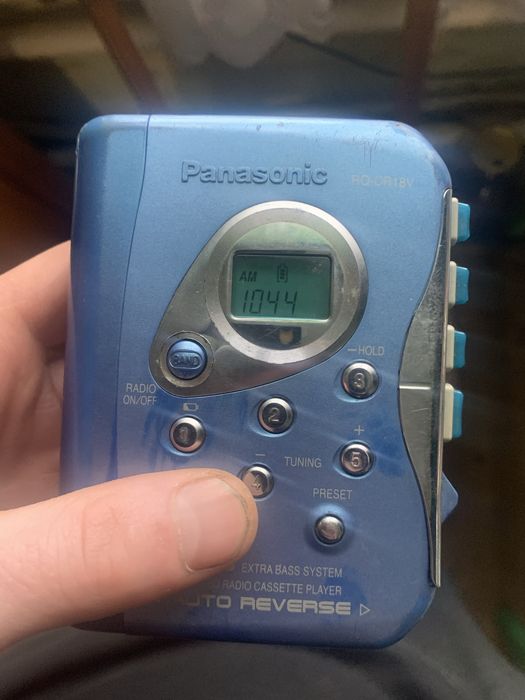 Panasonic
RQ-CR18V
AM
1044
BAND
— HOLD
3
RADIO
ON/OFF
2
1
+
5
TUNING
−
4
PRESET
EXTRA BASS SYSTEM
RADIO CASSETTE PLAYER
AUTO REVERSE